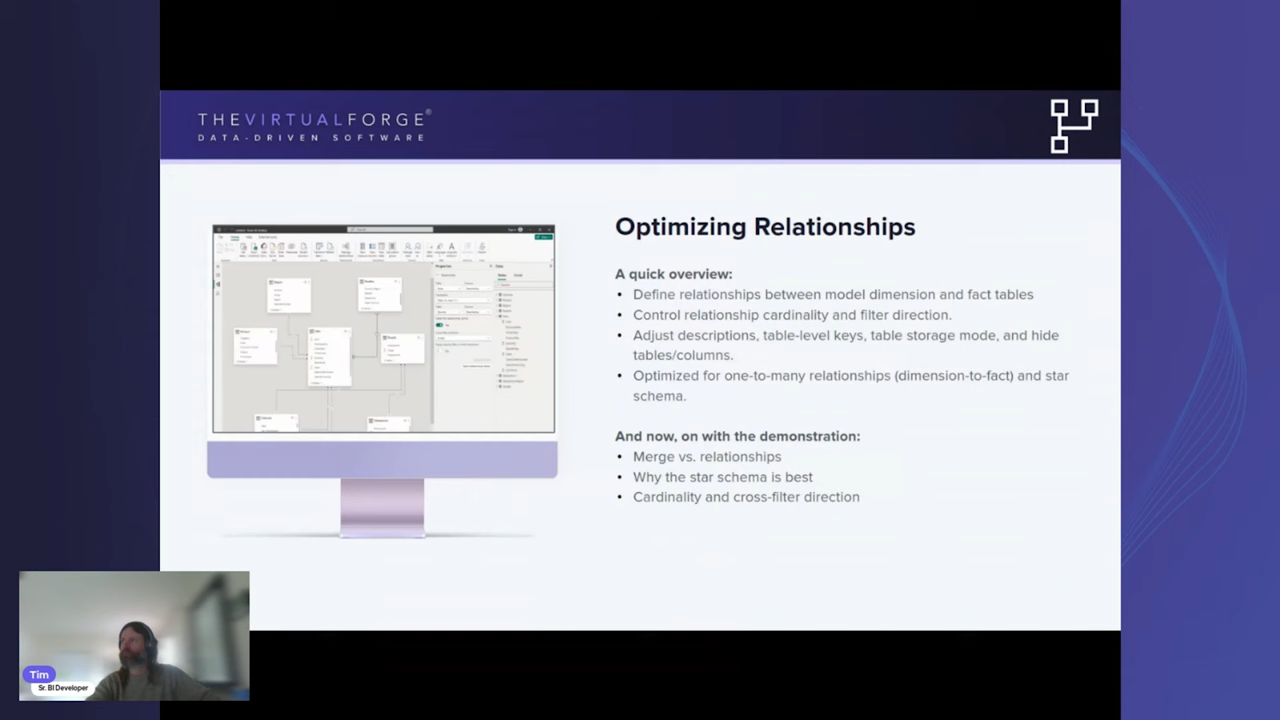 THEVIRTUALFORGE®
DATA-DRIVEN SOFTWARE
Optimizing Relationships
A quick overview:
• Define relationships between model dimension and fact tables
• Control relationship cardinality and filter direction.
• Adjust descriptions, table-level keys, table storage mode, and hide
tables/columns.
• Optimized for one-to-many relationships (dimension-to-fact) and star
schema.
And now, on with the demonstration:
• Merge vs. relationships
• Why the star schema is best
• Cardinality and cross-filter direction
Tim
Sr. BI Developer